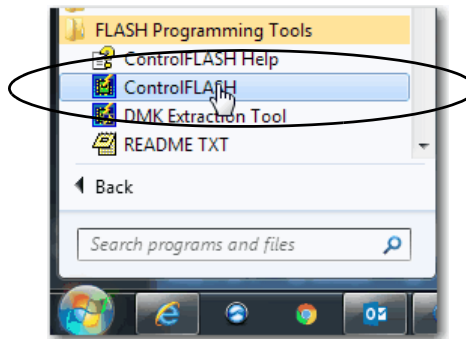 FLASH Programming Tools
ControlFLASH Help
ControlFLASH
DMK Extraction Tool
README TXT
Back
Search programs and files